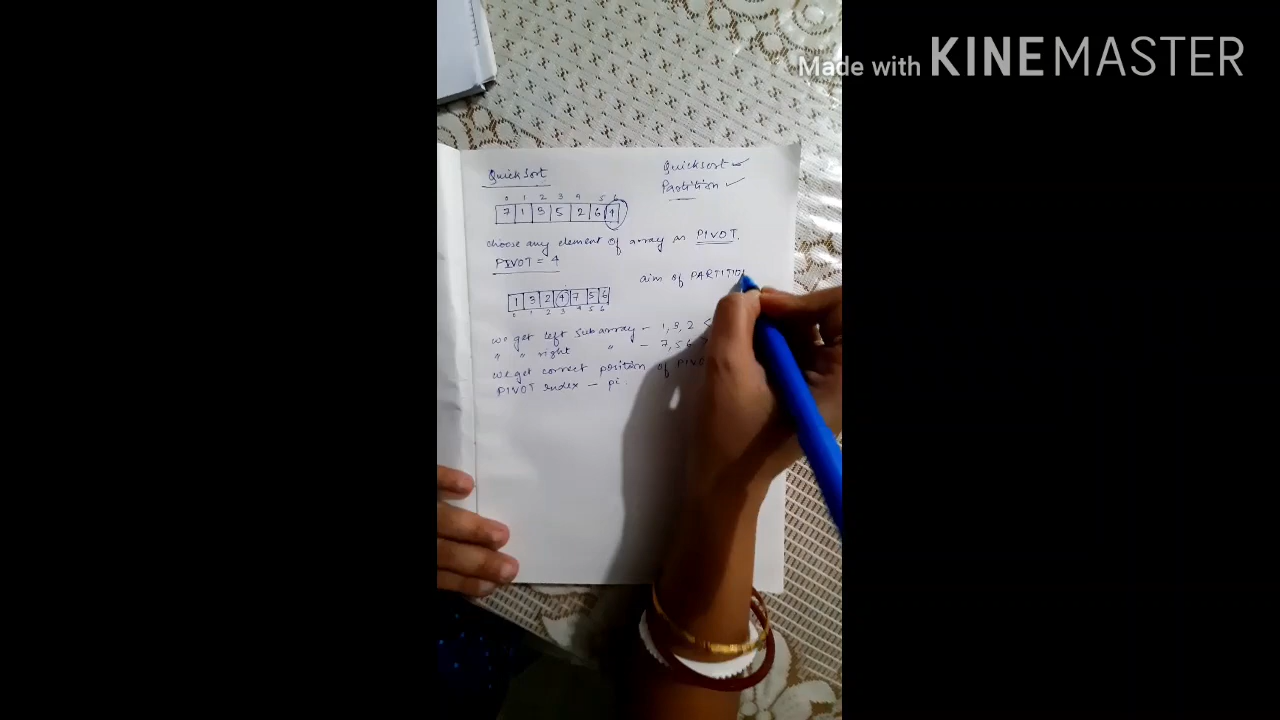 Made with KINEMASTER
QuickSort
QuickSort
Partition
0 1 2 3 4 5 6
7 1 3 5 2 6 4
choose any element of array as PIVOT.
PIVOT = 4
aim of PARTITIO
1 3 2 4 7 5 6
0 1 2 3 4 5 6
we get left subarray - 1, 3, 2 <
" " right " - 7, 5 6 >
we get correct position of PIVO
PIVOT index - pi.